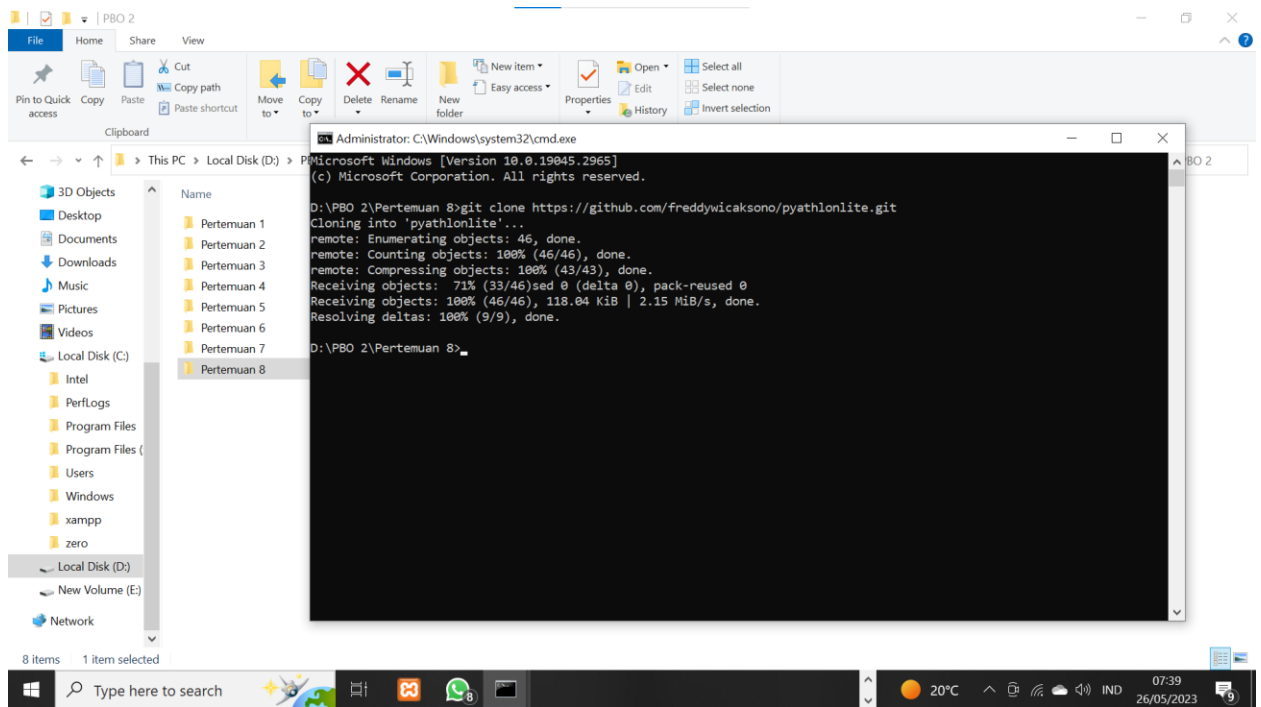 PBO 2
File Home Share View
Pin to Quick access
Copy
Paste
Cut
Copy path
Paste shortcut
Move to
Copy to
Delete
Rename
New folder
New item
Easy access
Properties
Open
Edit
History
Select all
Select none
Invert selection
Clipboard
This PC > Local Disk (D:) >
BO 2
3D Objects
Desktop
Documents
Downloads
Music
Pictures
Videos
Local Disk (C:)
Intel
PerfLogs
Program Files
Program Files (
Users
Windows
xampp
zero
Local Disk (D:)
New Volume (E:)
Network
Name
Pertemuan 1
Pertemuan 2
Pertemuan 3
Pertemuan 4
Pertemuan 5
Pertemuan 6
Pertemuan 7
Pertemuan 8
Administrator: C:\Windows\system32\cmd.exe
Microsoft Windows [Version 10.0.19045.2965]
(c) Microsoft Corporation. All rights reserved.
D:\PBO 2\Pertemuan 8>git clone https://github.com/freddywicaksono/pyathlonlite.git
Cloning into 'pyathlonlite'...
remote: Enumerating objects: 46, done.
remote: Counting objects: 100% (46/46), done.
remote: Compressing objects: 100% (43/43), done.
Receiving objects:  71% (33/46)sed 0 (delta 0), pack-reused 0
Receiving objects: 100% (46/46), 118.04 KiB | 2.15 MiB/s, done.
Resolving deltas: 100% (9/9), done.
D:\PBO 2\Pertemuan 8>_
8 items 1 item selected
Type here to search
8
20°C
IND
07:39
26/05/2023
9